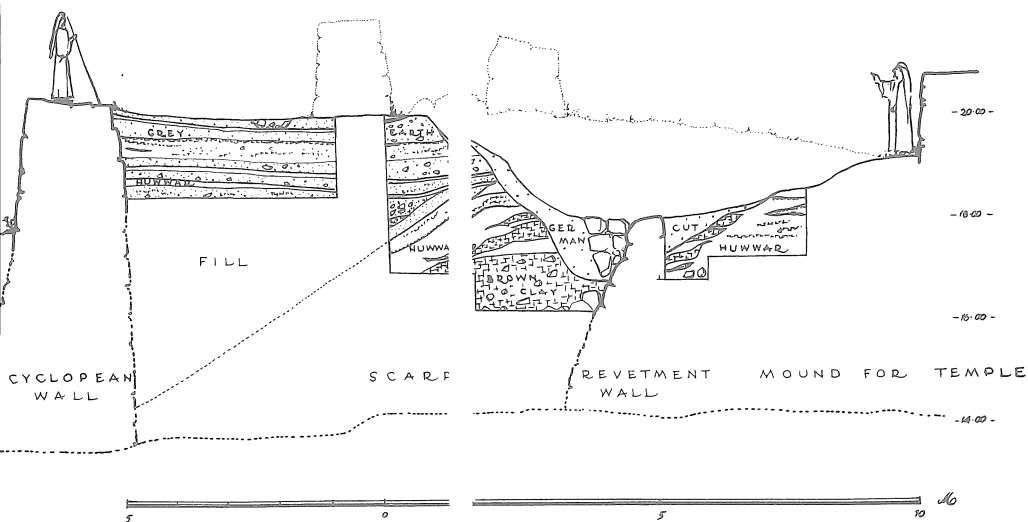 GREY
EARTH
- 20·00 -
HUWWAR
- 18·00 -
GER
MAN
CUT
HUWWA
HUWWAR
FILL
BROWN
CLAY
- 16·00 -
CYCLOPEAN
WALL
SCARP
REVETMENT
WALL
MOUND FOR TEMPLE
- 14·00 -
5
0
5
10
M